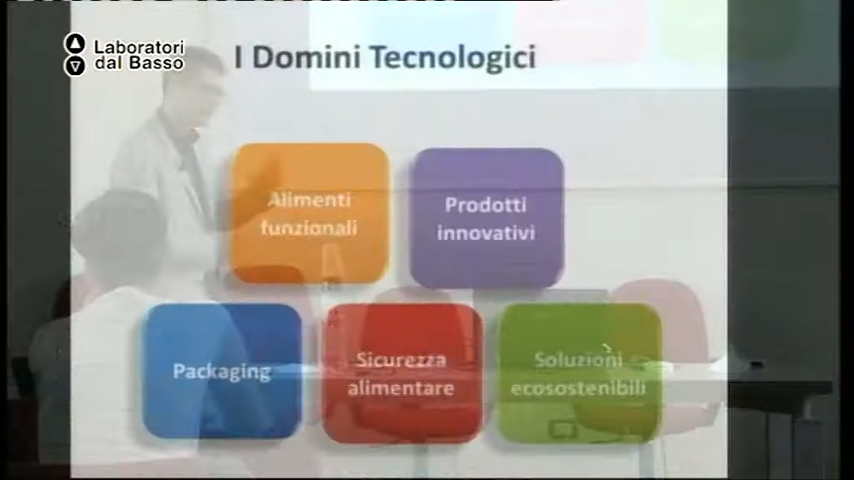 Laboratori
dal Basso
I Domini Tecnologici
Alimenti
funzionali
Prodotti
innovativi
Packaging
Sicurezza
alimentare
Soluzioni
ecosostenibili